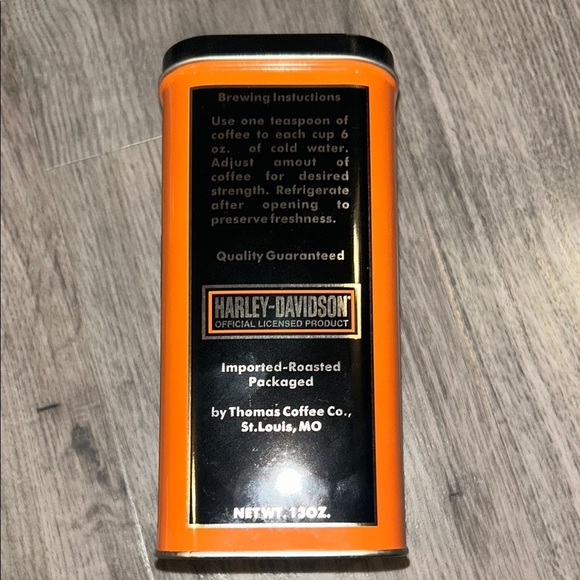 Brewing Instuctions
Use one teaspoon of
coffee to each cup 6
oz. of cold water.
Adjust amout of
coffee for desired
strength. Refrigerate
after opening to
preserve freshness.
Quality Guaranteed
HARLEY-DAVIDSON
OFFICIAL LICENSED PRODUCT
Imported-Roasted
Packaged
by Thomas Coffee Co.,
St.Louis, MO
NETWT. 13OZ.